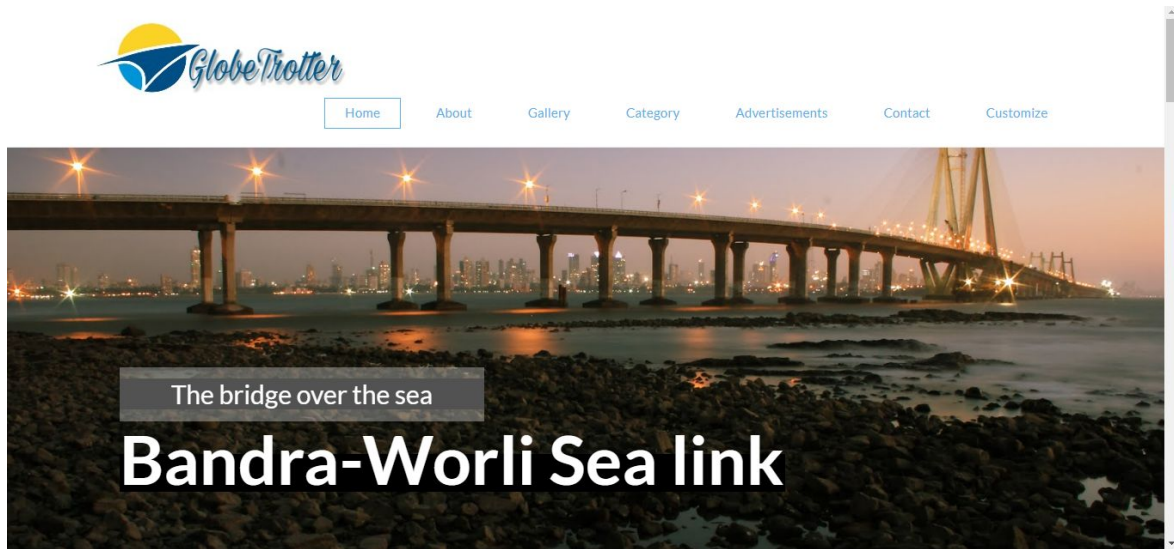 GlobeTrotter
Home About Gallery Category Advertisements Contact Customize
The bridge over the sea
Bandra-Worli Sea link